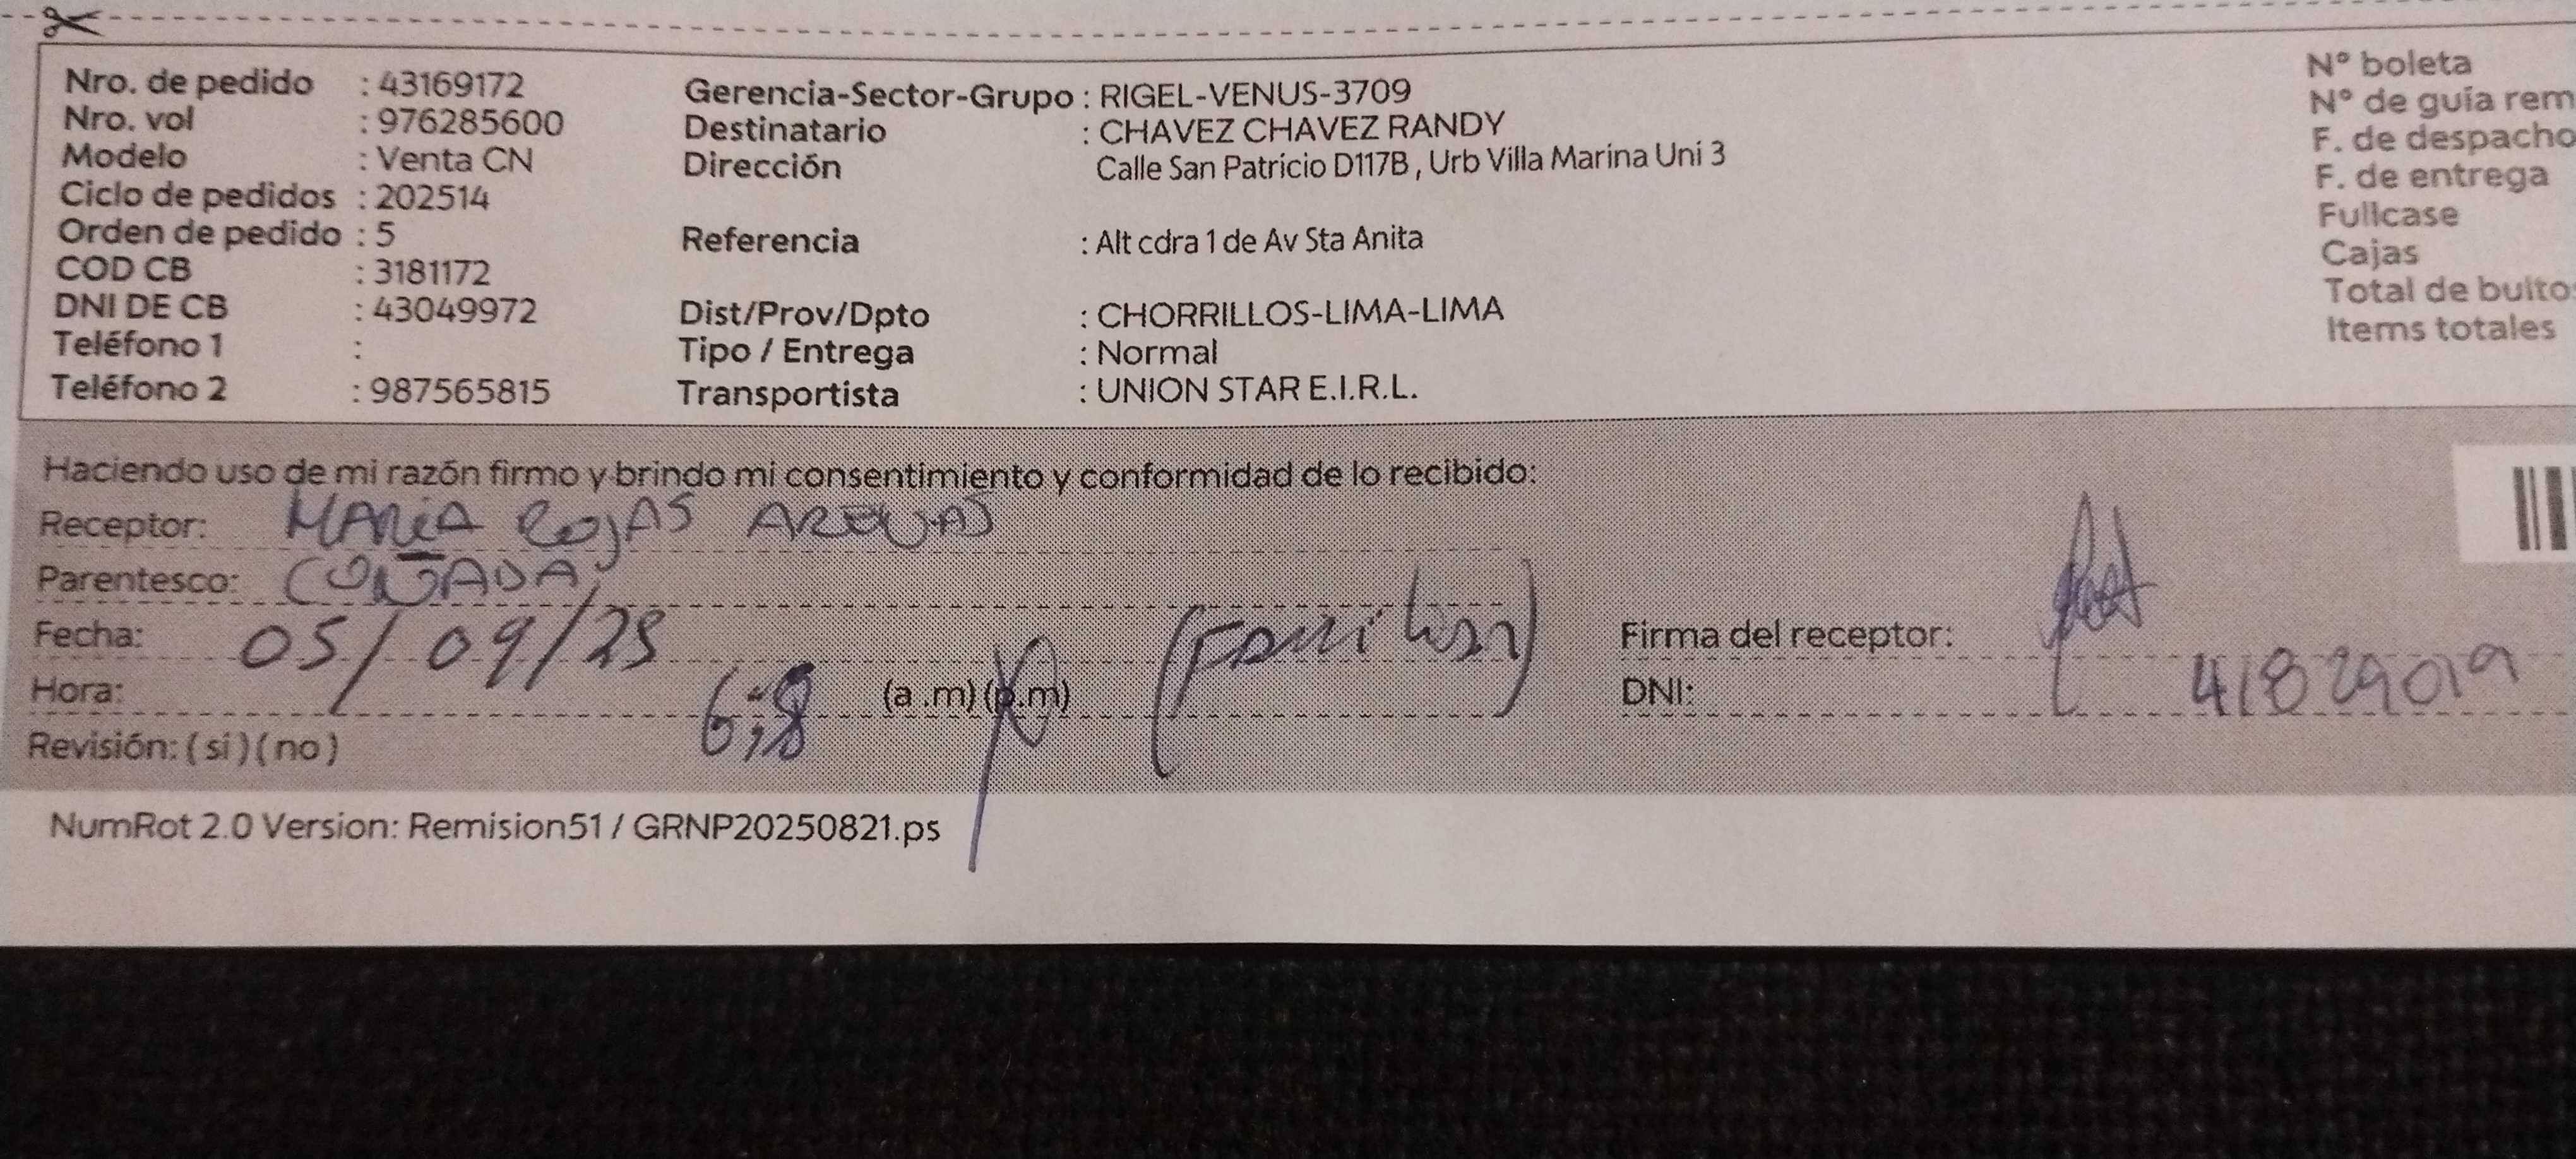 Nro. de pedido : 43169172
Nro. vol : 976285600
Modelo : Venta CN
Ciclo de pedidos : 202514
Orden de pedido : 5
COD CB : 3181172
DNI DE CB : 43049972
Teléfono 1 :
Teléfono 2 : 987565815
Gerencia-Sector-Grupo : RIGEL-VENUS-3709
Destinatario : CHAVEZ CHAVEZ RANDY
Dirección Calle San Patricio D117B , Urb Villa Marina Uni 3
Referencia : Alt cdra 1 de Av Sta Anita
Dist/Prov/Dpto : CHORRILLOS-LIMA-LIMA
Tipo / Entrega : Normal
Transportista : UNION STAR E.I.R.L.
N° boleta
N° de guía rem
F. de despacho
F. de entrega
Fullcase
Cajas
Total de bulto
Items totales
Haciendo uso de mi razón firmo y brindo mi consentimiento y conformidad de lo recibido:
Receptor: MARIA ROJAS
Parentesco: COÑADA
Fecha: 05/09/25
Hora: (a .m) (p.m)
Revisión: ( si ) ( no )
(Familiar)
Firma del receptor:
DNI: 41829019
NumRot 2.0 Version: Remision51 / GRNP20250821.ps